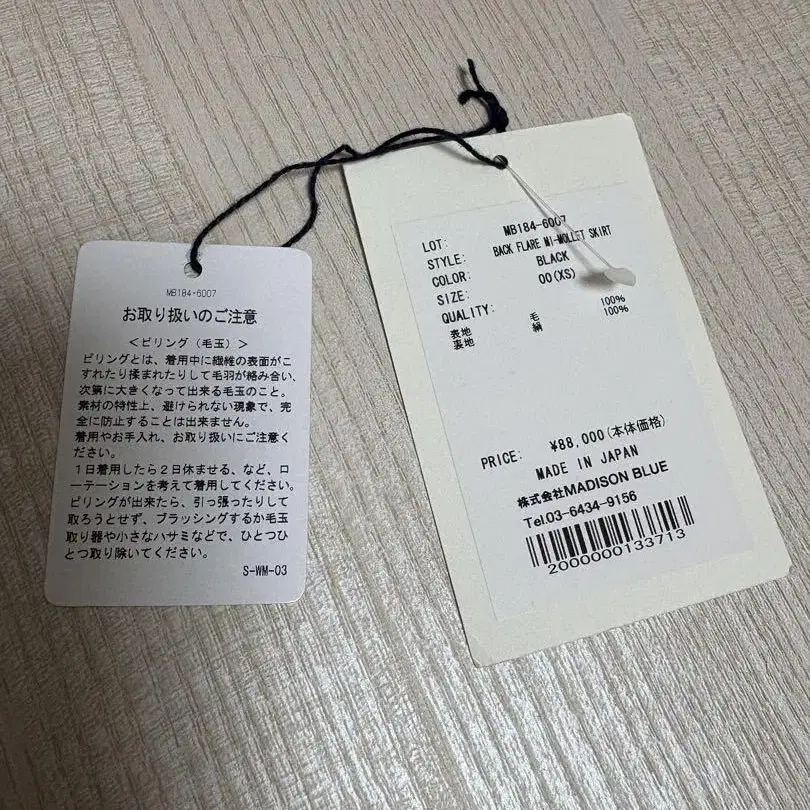 MB184-6007
お取り扱いのご注意
＜ピリング（毛玉）＞
ピリングとは、着用中に繊維の表面がこ
すれたり揉まれたりして毛羽が絡み合い、
次第に大きくなって出来る毛玉のこと。
素材の特性上、避けられない現象で、完
全に防止することは出来ません。
着用やお手入れ、お取り扱いにご注意く
ださい。
１日着用したら２日休ませる、など、ロ
ーテーションを考えて着用してください。
ピリングが出来たら、引っ張ったりして
取ろうとせず、ブラッシングするか毛玉
取り器や小さなハサミなどで、ひとつひ
とつ取り除いてください。
S-WM-03
LOT: MB184-6007
STYLE: BACK FLARE MI-MOLLET SKIRT
COLOR: BLACK
SIZE: 00(XS)
QUALITY:
表地 毛 100%
裏地 絹 100%
PRICE: ¥88,000(本体価格)
MADE IN JAPAN
株式会社MADISON BLUE
Tel.03-6434-9156
2000000133713